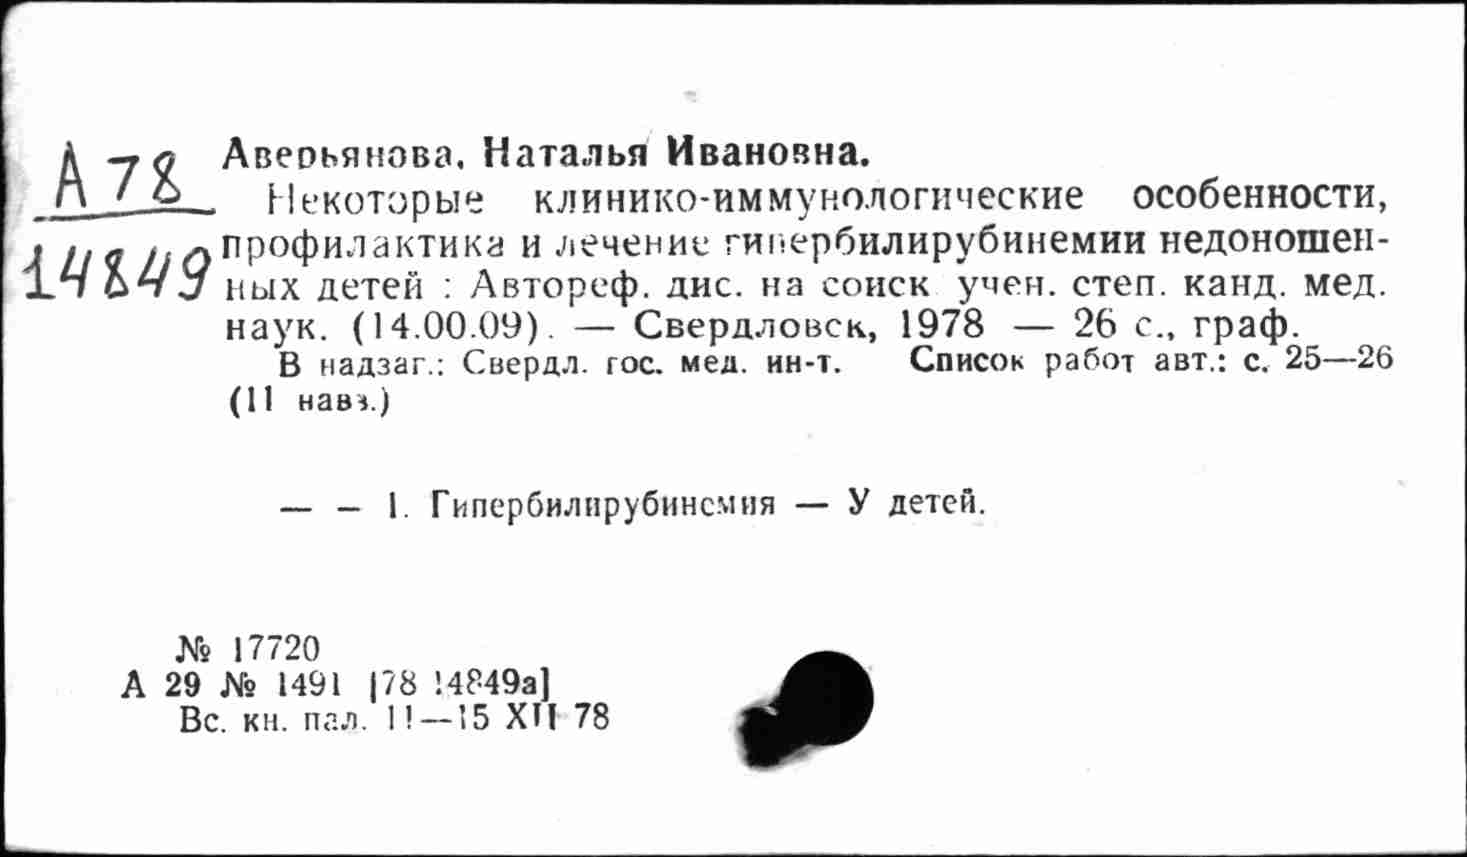 А78
14849
Аверьянова, Наталья Ивановна.
Некоторые клинико-иммунологические особенности,
профилактика и лечение гипербилирубинемии недоношен-
ных детей : Автореф. дис. на соиск учен. степ. канд. мед.
наук. (14.00.09). — Свердловск, 1978 — 26 с., граф.
В надзаг.: Свердл. гос. мед. ин-т. Список работ авт.: с. 25—26
(11 назв.)
— — 1. Гипербилирубинемия — У детей.
№ 17720
А 29 № 1491 [78 14849а]
Вс. кн. пал. 11—15 XII 78